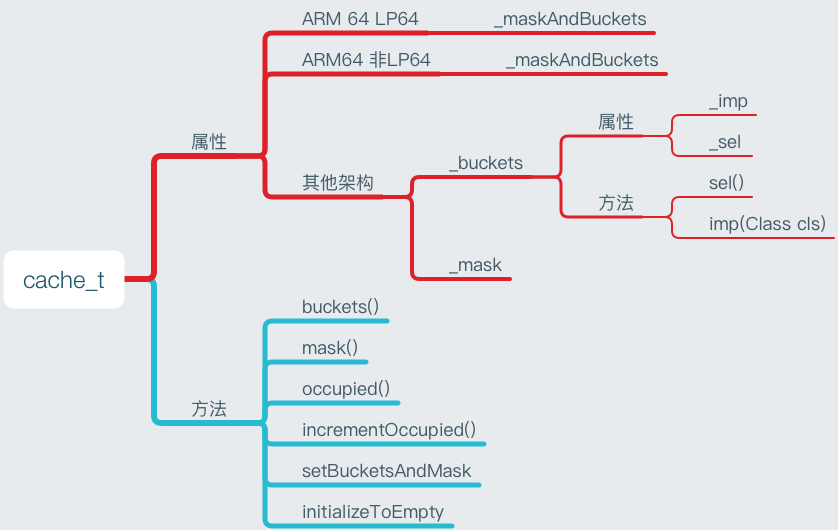 cache_t
属性
ARM 64 LP64
_maskAndBuckets
ARM64 非LP64
_maskAndBuckets
其他架构
_buckets
属性
_imp
_sel
方法
sel()
imp(Class cls)
_mask
方法
buckets()
mask()
occupied()
incrementOccupied()
setBucketsAndMask
initializeToEmpty